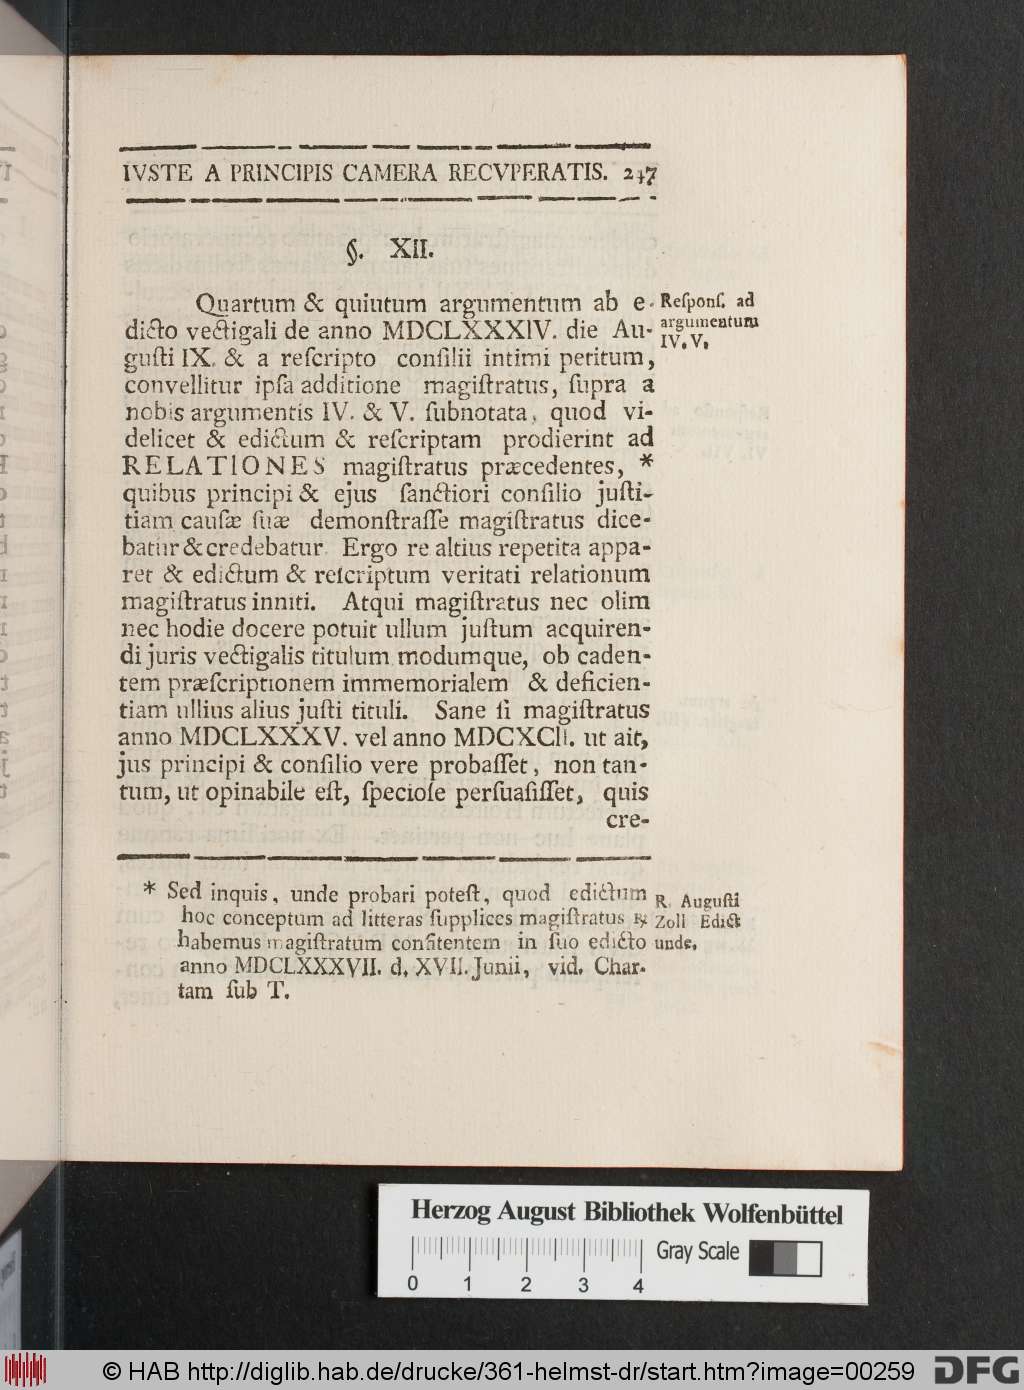 IVSTE A PRINCIPIS CAMERA RECVPERATIS. 247
§. XII.
Quartum & quiutum argumentum ab e-
dicto vectigali de anno MDCLXXXIV. die Au-
guſti IX. & a reſcripto conſilii intimi petitum,
convellitur ipſa additione magiſtratus, ſupra a
nobis argumentis IV. & V. ſubnotata, quod vi-
delicet & edictum & reſcriptam prodierint ad
RELATIONES magiſtratus præcedentes, *
quibus principi & ejus ſanctiori conſilio juſti-
tiam cauſæ ſuæ demonſtraſſe magiſtratus dice-
batur & credebatur. Ergo re altius repetita appa-
ret & edictum & reſcriptum veritati relationum
magiſtratus inniti. Atqui magiſtratus nec olim
nec hodie docere potuit ullum juſtum acquiren-
di juris vectigalis titulum modumque, ob caden-
tem præſcriptionem immemorialem & deficien-
tiam ullius alius juſti tituli. Sane ſi magiſtratus
anno MDCLXXXV. vel anno MDCXCII. ut ait,
jus principi & conſilio vere probaſſet, non tan-
tum, ut opinabile eſt, ſpecioſe perſuaſiſſet, quis
cre-
Reſponſ. ad
argumentum
IV. V.
* Sed inquis, unde probari poteſt, quod edictum
hoc conceptum ad litteras ſupplices magiſtratus &
habemus magiſtratum confitentem in ſuo edicto
anno MDCLXXXVII. d. XVII. Junii, vid. Char-
tam ſub T.
R. Auguſti
Zoll Edict
unde.
Herzog August Bibliothek Wolfenbüttel
Gray Scale
0 1 2 3 4
© HAB http://diglib.hab.de/drucke/361-helmst-dr/start.htm?image=00259
DFG